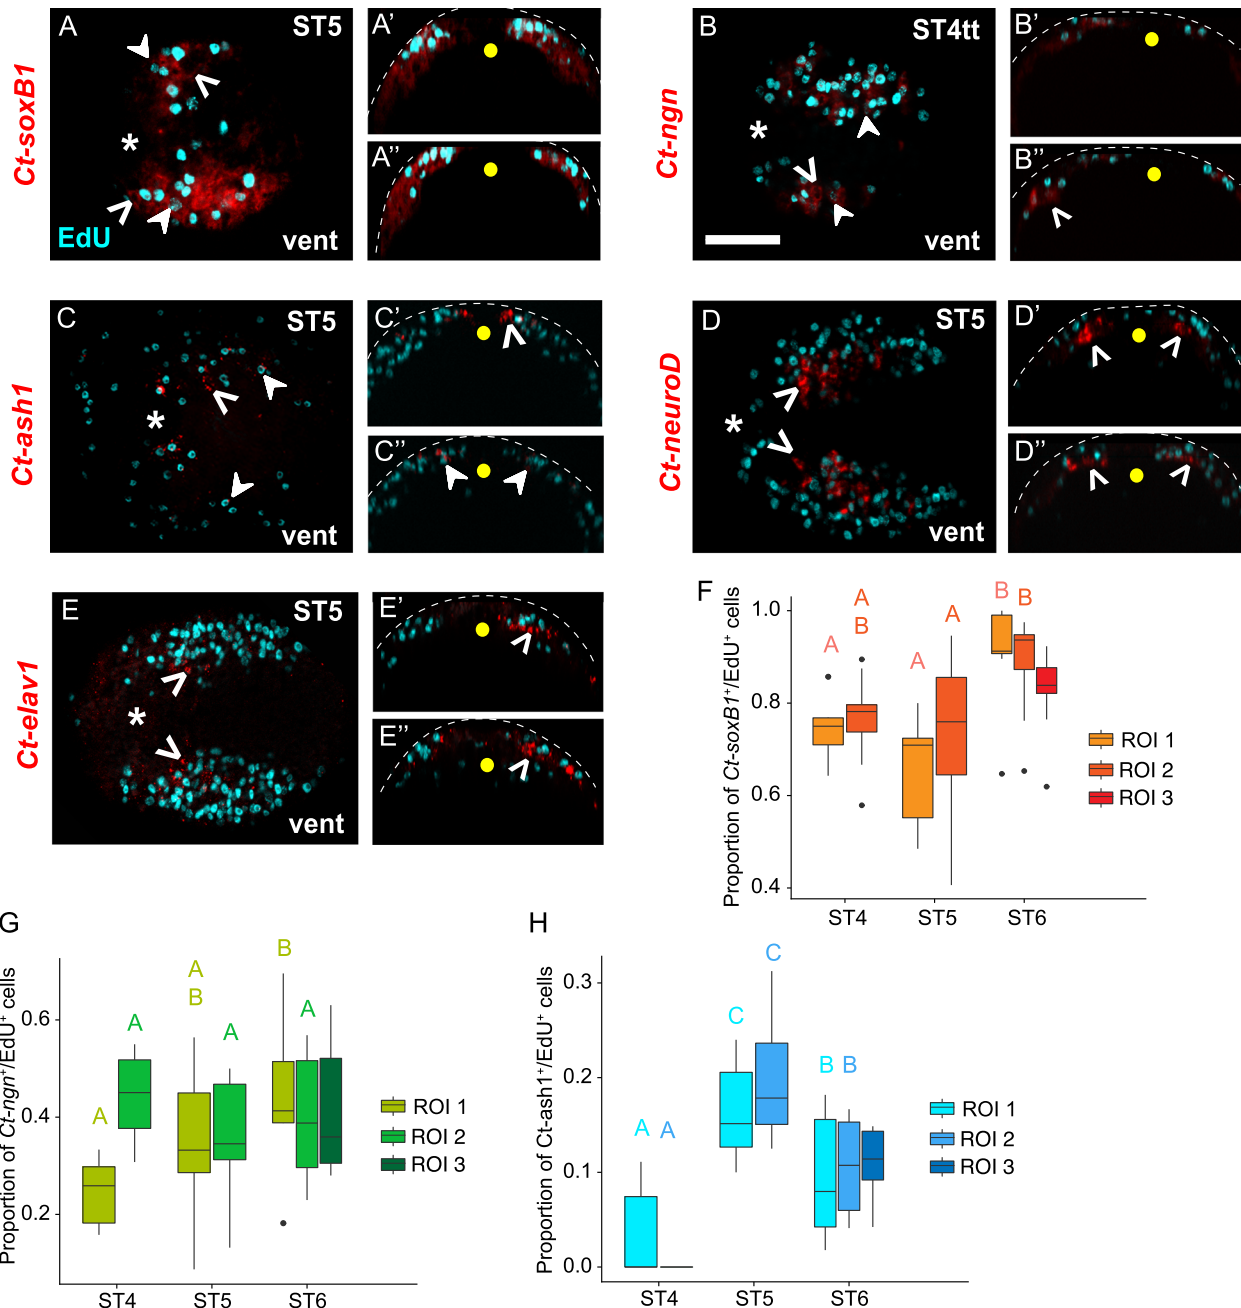 A
ST5
Ct-soxB1
*
EdU
vent
A'
A''
B
ST4tt
Ct-ngn
*
vent
B'
B''
C
ST5
Ct-ash1
*
vent
C'
C''
D
ST5
Ct-neuroD
*
vent
D'
D''
E
ST5
Ct-elav1
*
vent
E'
E''
F
Proportion of Ct-soxB1⁺/EdU⁺ cells
1.0
0.8
0.6
0.4
A
A
B
A
A
B
B
ST4
ST5
ST6
ROI 1
ROI 2
ROI 3
G
Proportion of Ct-ngn⁺/EdU⁺ cells
0.6
0.4
0.2
A
A
A
B
A
B
A
ST4
ST5
ST6
ROI 1
ROI 2
ROI 3
H
Proportion of Ct-ash1⁺/EdU⁺ cells
0.3
0.2
0.1
0.0
A
A
C
C
B
B
ST4
ST5
ST6
ROI 1
ROI 2
ROI 3